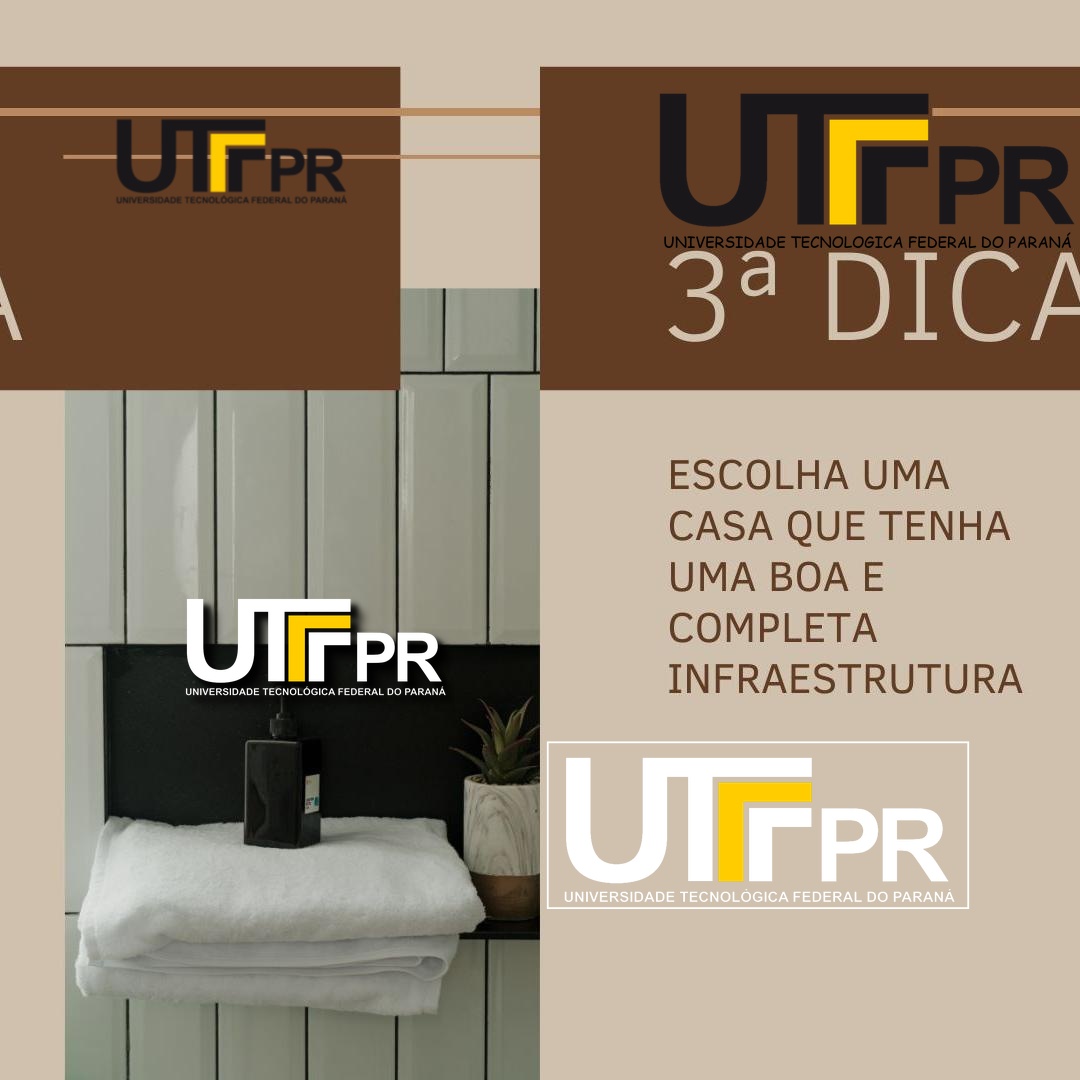 UTFPR
UNIVERSIDADE TECNOLÓGICA FEDERAL DO PARANÁ
A
UTFPR
UNIVERSIDADE TECNOLOGICA FEDERAL DO PARANÁ
3ª DICA
ESCOLHA UMA
CASA QUE TENHA
UMA BOA E
COMPLETA
INFRAESTRUTURA
UTFPR
UNIVERSIDADE TECNOLÓGICA FEDERAL DO PARANÁ
UTFPR
UNIVERSIDADE TECNOLÓGICA FEDERAL DO PARANÁ